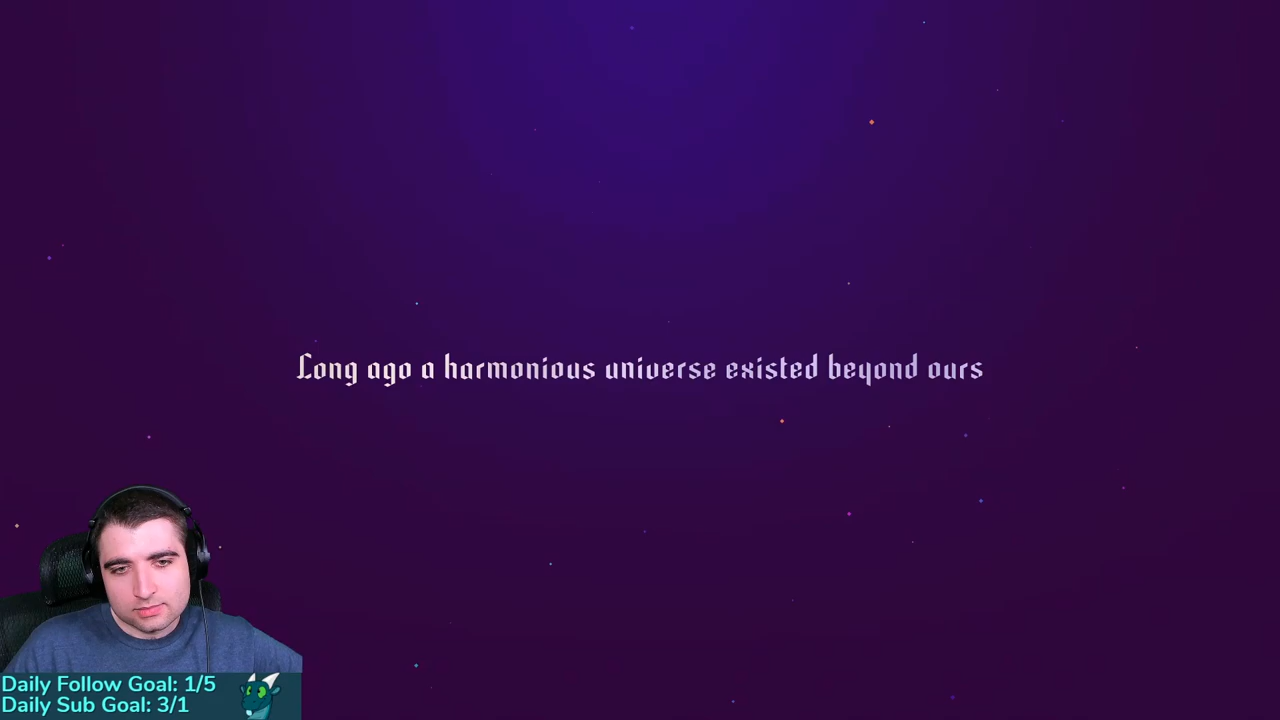 Long ago a harmonious universe existed beyond ours
Daily Follow Goal: 1/5
Daily Sub Goal: 3/1